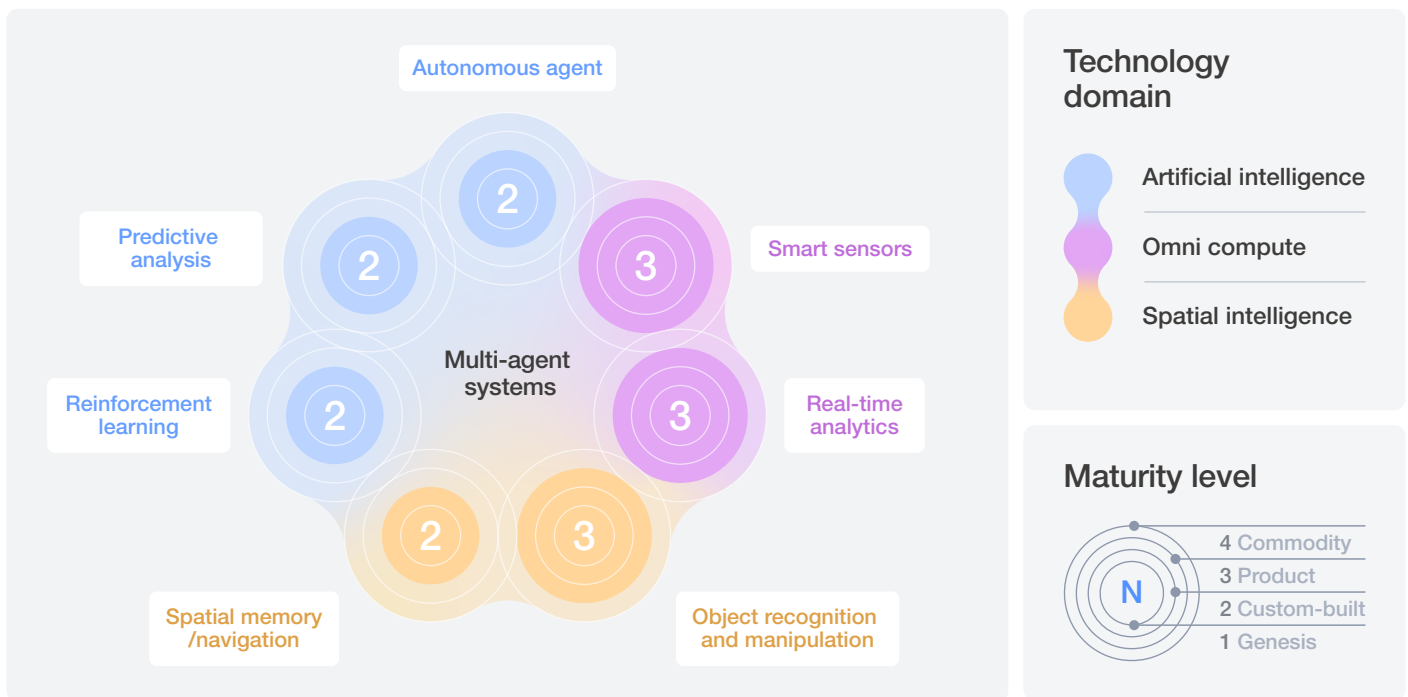 Autonomous agent
2
Predictive
analysis
2
3
Smart sensors
Multi-agent
systems
Reinforcement
learning
2
3
Real-time
analytics
2
3
Spatial memory
/navigation
Object recognition
and manipulation
Technology
domain
Artificial intelligence
Omni compute
Spatial intelligence
Maturity level
N
4 Commodity
3 Product
2 Custom-built
1 Genesis